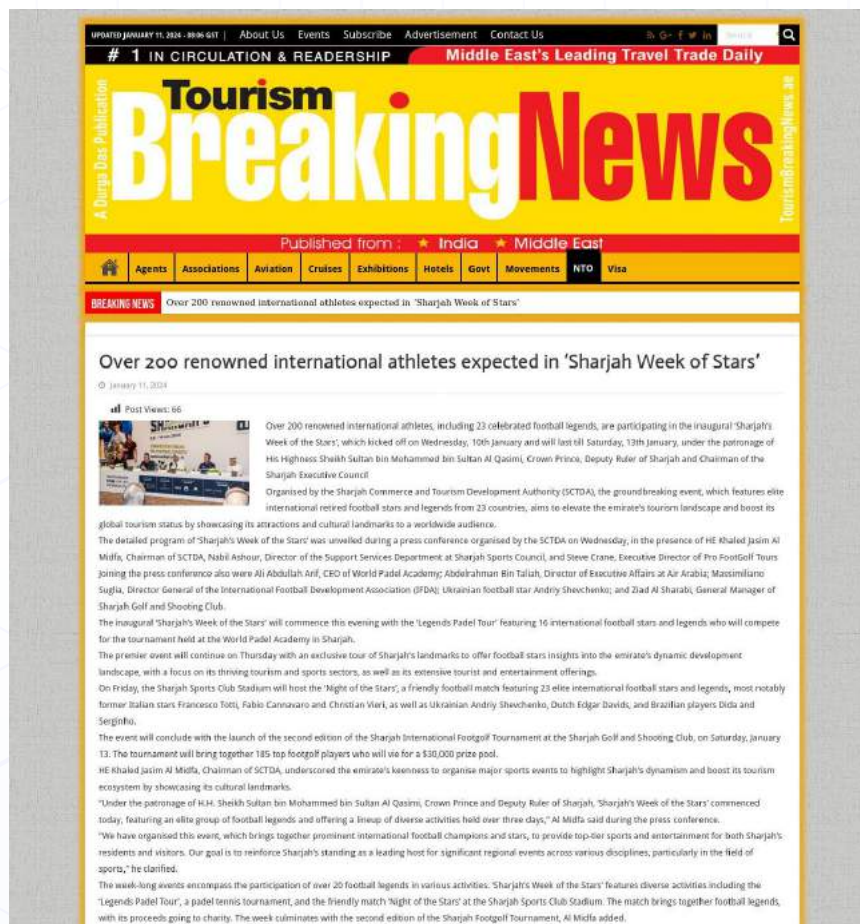 UPDATED JANUARY 11, 2024 - 08:06 GST | About Us Events Subscribe Advertisement Contact Us
# 1 IN CIRCULATION & READERSHIP Middle East's Leading Travel Trade Daily
A Durga Das Publication
Tourism
BreakingNews
TourismBreakingNews.ae
Published from : ★ India ★ Middle East
Agents Associations Aviation Cruises Exhibitions Hotels Govt Movements NTO Visa
BREAKING NEWS Over 200 renowned international athletes expected in 'Sharjah Week of Stars'
Over 200 renowned international athletes expected in 'Sharjah Week of Stars'
January 11, 2024
Post Views: 66
Over 200 renowned international athletes, including 23 celebrated football legends, are participating in the inaugural 'Sharjah's
Week of the Stars', which kicked off on Wednesday, 10th January and will last till Saturday, 13th January, under the patronage of
His Highness Sheikh Sultan bin Mohammed bin Sultan Al Qasimi, Crown Prince, Deputy Ruler of Sharjah and Chairman of the
Sharjah Executive Council
Organised by the Sharjah Commerce and Tourism Development Authority (SCTDA), the groundbreaking event, which features elite
international retired football stars and legends from 23 countries, aims to elevate the emirate's tourism landscape and boost its
global tourism status by showcasing its attractions and cultural landmarks to a worldwide audience.
The detailed program of 'Sharjah's Week of the Stars' was unveiled during a press conference organised by the SCTDA on Wednesday, in the presence of HE Khaled Jasim Al
Midfa, Chairman of SCTDA, Nabil Ashour, Director of the Support Services Department at Sharjah Sports Council, and Steve Crane, Executive Director of Pro FootGolf Tours
Joining the press conference also were Ali Abdullah Arif, CEO of World Padel Academy; Abdelrahman Bin Taliah, Director of Executive Affairs at Air Arabia; Massimiliano
Suglia, Director General of the International Football Development Association (IFDA); Ukrainian football star Andriy Shevchenko; and Ziad Al Sharabi, General Manager of
Sharjah Golf and Shooting Club.
The inaugural 'Sharjah's Week of the Stars' will commence this evening with the 'Legends Padel Tour' featuring 16 international football stars and legends who will compete
for the tournament held at the World Padel Academy in Sharjah.
The premier event will continue on Thursday with an exclusive tour of Sharjah's landmarks to offer football stars insights into the emirate's dynamic development
landscape, with a focus on its thriving tourism and sports sectors, as well as its extensive tourist and entertainment offerings.
On Friday, the Sharjah Sports Club Stadium will host the 'Night of the Stars', a friendly football match featuring 23 elite international football stars and legends, most notably
former Italian stars Francesco Totti, Fabio Cannavaro and Christian Vieri, as well as Ukrainian Andriy Shevchenko, Dutch Edgar Davids, and Brazilian players Dida and
Serginho.
The event will conclude with the launch of the second edition of the Sharjah International Footgolf Tournament at the Sharjah Golf and Shooting Club, on Saturday, January
13. The tournament will bring together 185 top footgolf players who will vie for a $30,000 prize pool.
HE Khaled Jasim Al Midfa, Chairman of SCTDA, underscored the emirate's keenness to organise major sports events to highlight Sharjah's dynamism and boost its tourism
ecosystem by showcasing its cultural landmarks.
"Under the patronage of H.H. Sheikh Sultan bin Mohammed bin Sultan Al Qasimi, Crown Prince and Deputy Ruler of Sharjah, 'Sharjah's Week of the Stars' commenced
today, featuring an elite group of football legends and offering a lineup of diverse activities held over three days," Al Midfa said during the press conference.
"We have organised this event, which brings together prominent international football champions and stars, to provide top-tier sports and entertainment for both Sharjah's
residents and visitors. Our goal is to reinforce Sharjah's standing as a leading host for significant regional events across various disciplines, particularly in the field of
sports," he clarified.
The week-long events encompass the participation of over 20 football legends in various activities. 'Sharjah's Week of the Stars' features diverse activities including the
'Legends Padel Tour', a padel tennis tournament, and the friendly match 'Night of the Stars' at the Sharjah Sports Club Stadium. The match brings together football legends,
with its proceeds going to charity. The week culminates with the second edition of the Sharjah Footgolf Tournament, Al Midfa added.